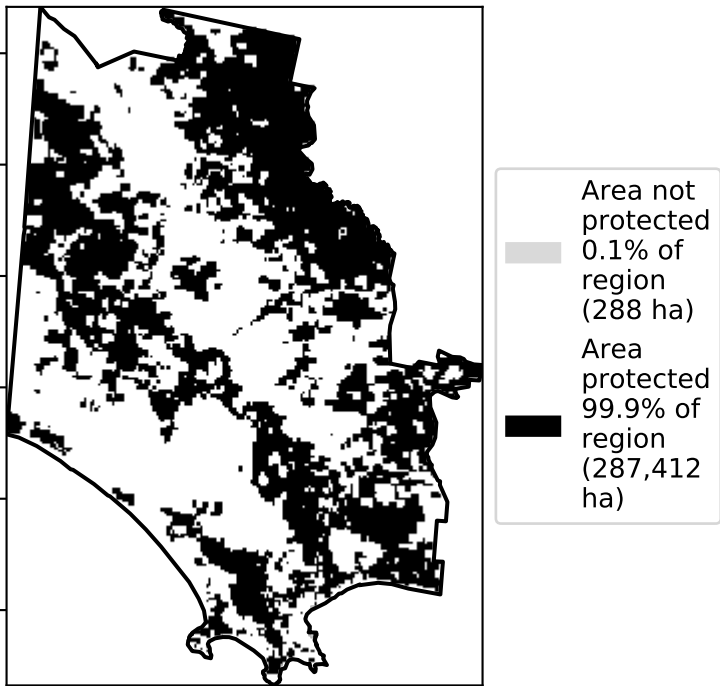 Area not
protected
0.1% of
region
(288 ha)
Area
protected
99.9% of
region
(287,412
ha)